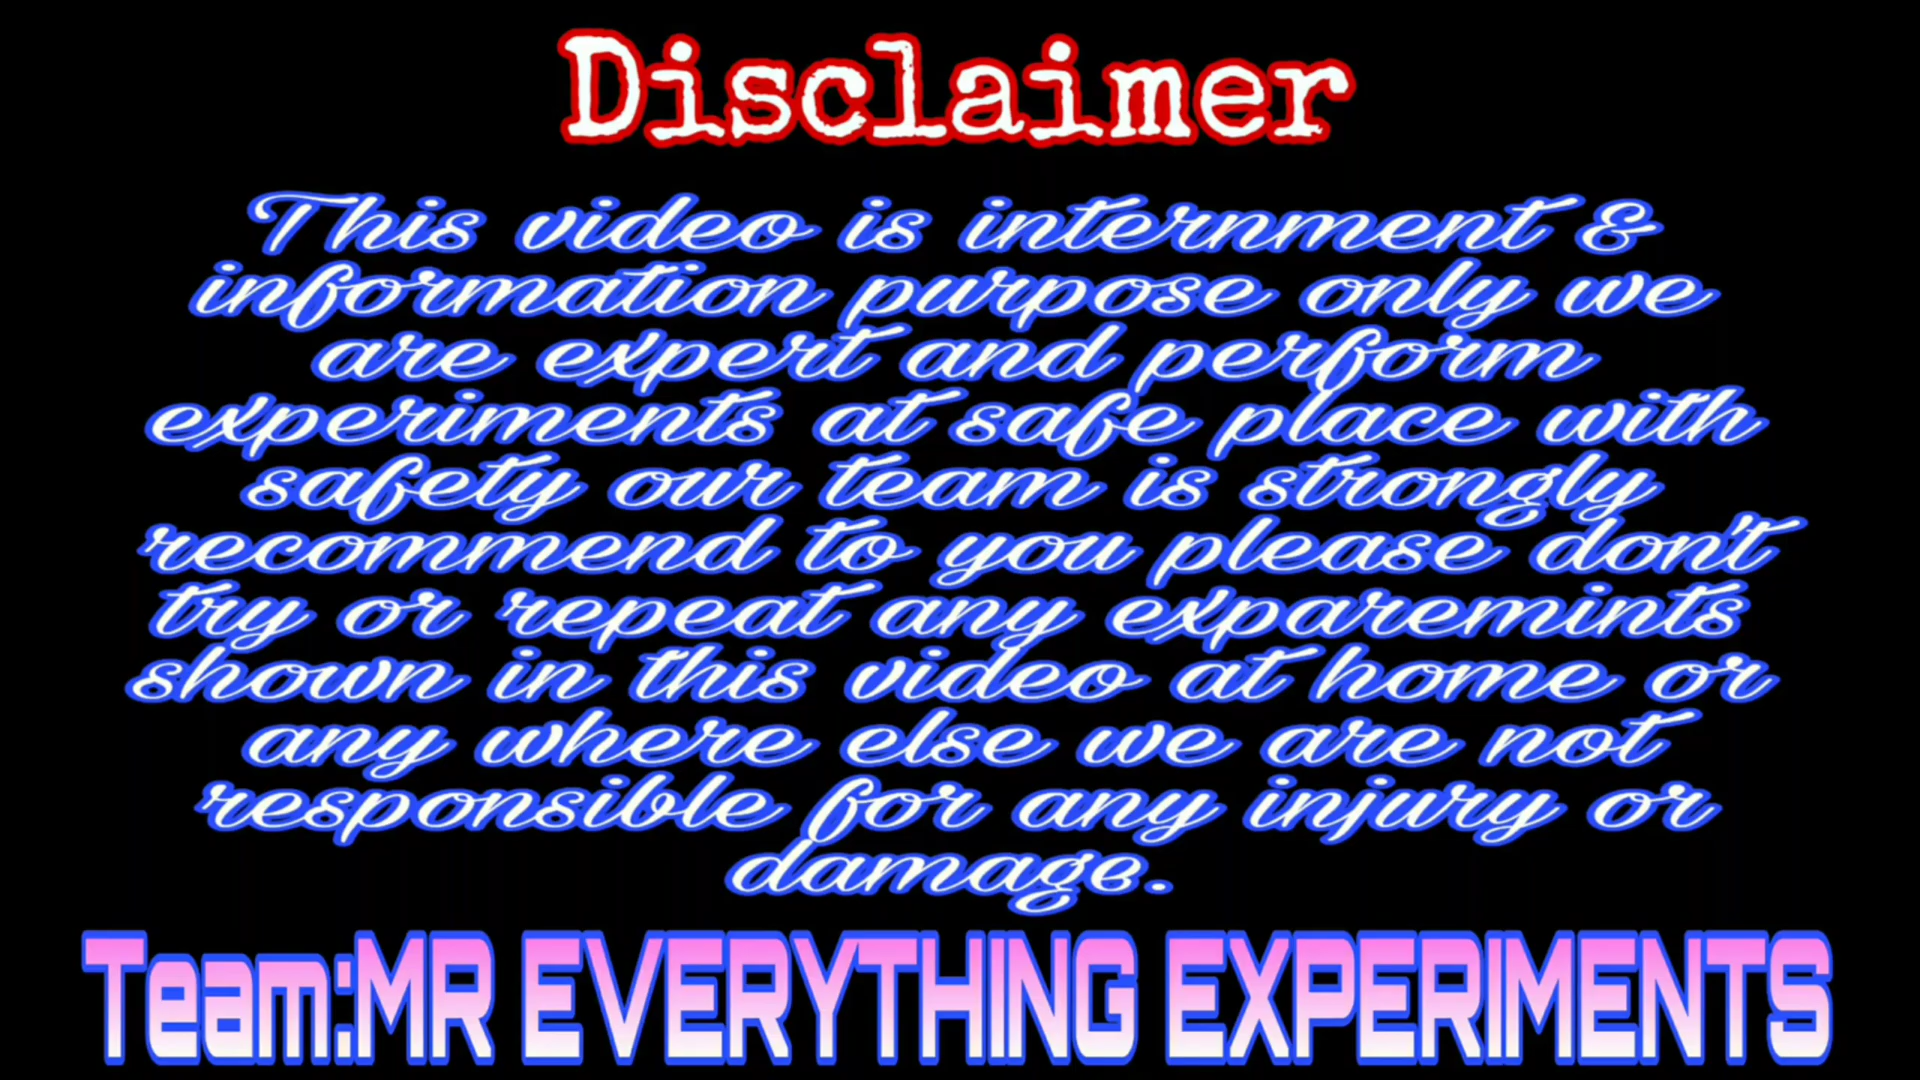 Disclaimer
This video is internment &
information purpose only we
are expert and perform
experiments at safe place with
safety our team is strongly
recommend to you please don't
try or repeat any exparemints
shown in this video at home or
any where else we are not
responsible for any injury or
damage.
Team:MR EVERYTHING EXPERIMENTS